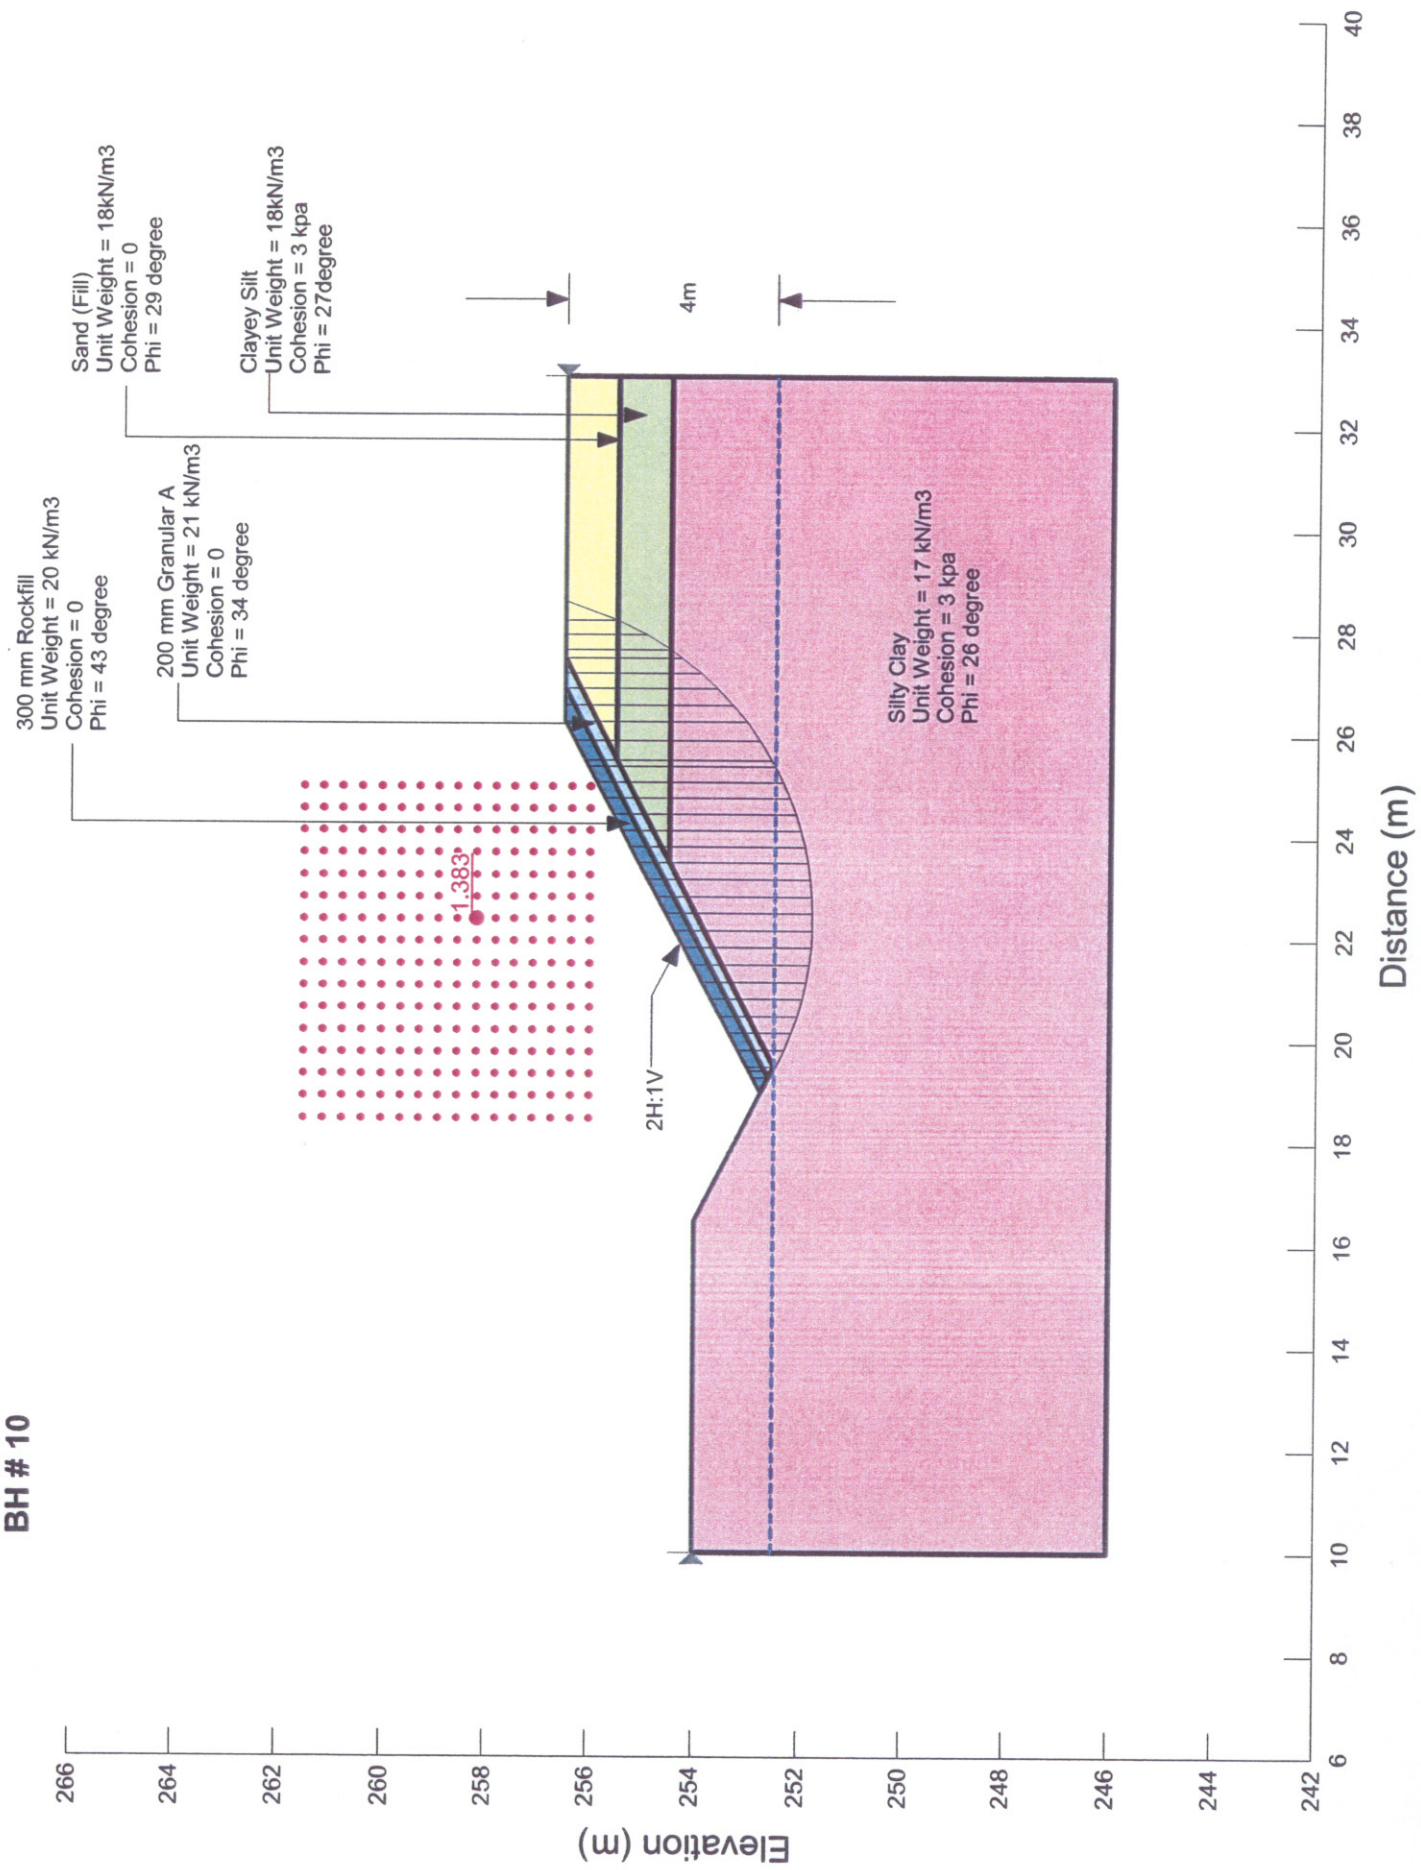 BH # 10
300 mm Rockfill
Unit Weight = 20 kN/m3
Cohesion = 0
Phi = 43 degree
200 mm Granular A
Unit Weight = 21 kN/m3
Cohesion = 0
Phi = 34 degree
Sand (Fill)
Unit Weight = 18kN/m3
Cohesion = 0
Phi = 29 degree
Clayey Silt
Unit Weight = 18kN/m3
Cohesion = 3 kpa
Phi = 27degree
1.383
2H:1V
4m
Silty Clay
Unit Weight = 17 kN/m3
Cohesion = 3 kpa
Phi = 26 degree
266
264
262
260
258
256
254
252
250
248
246
244
242
Elevation (m)
6
8
10
12
14
16
18
20
22
24
26
28
30
32
34
36
38
40
Distance (m)